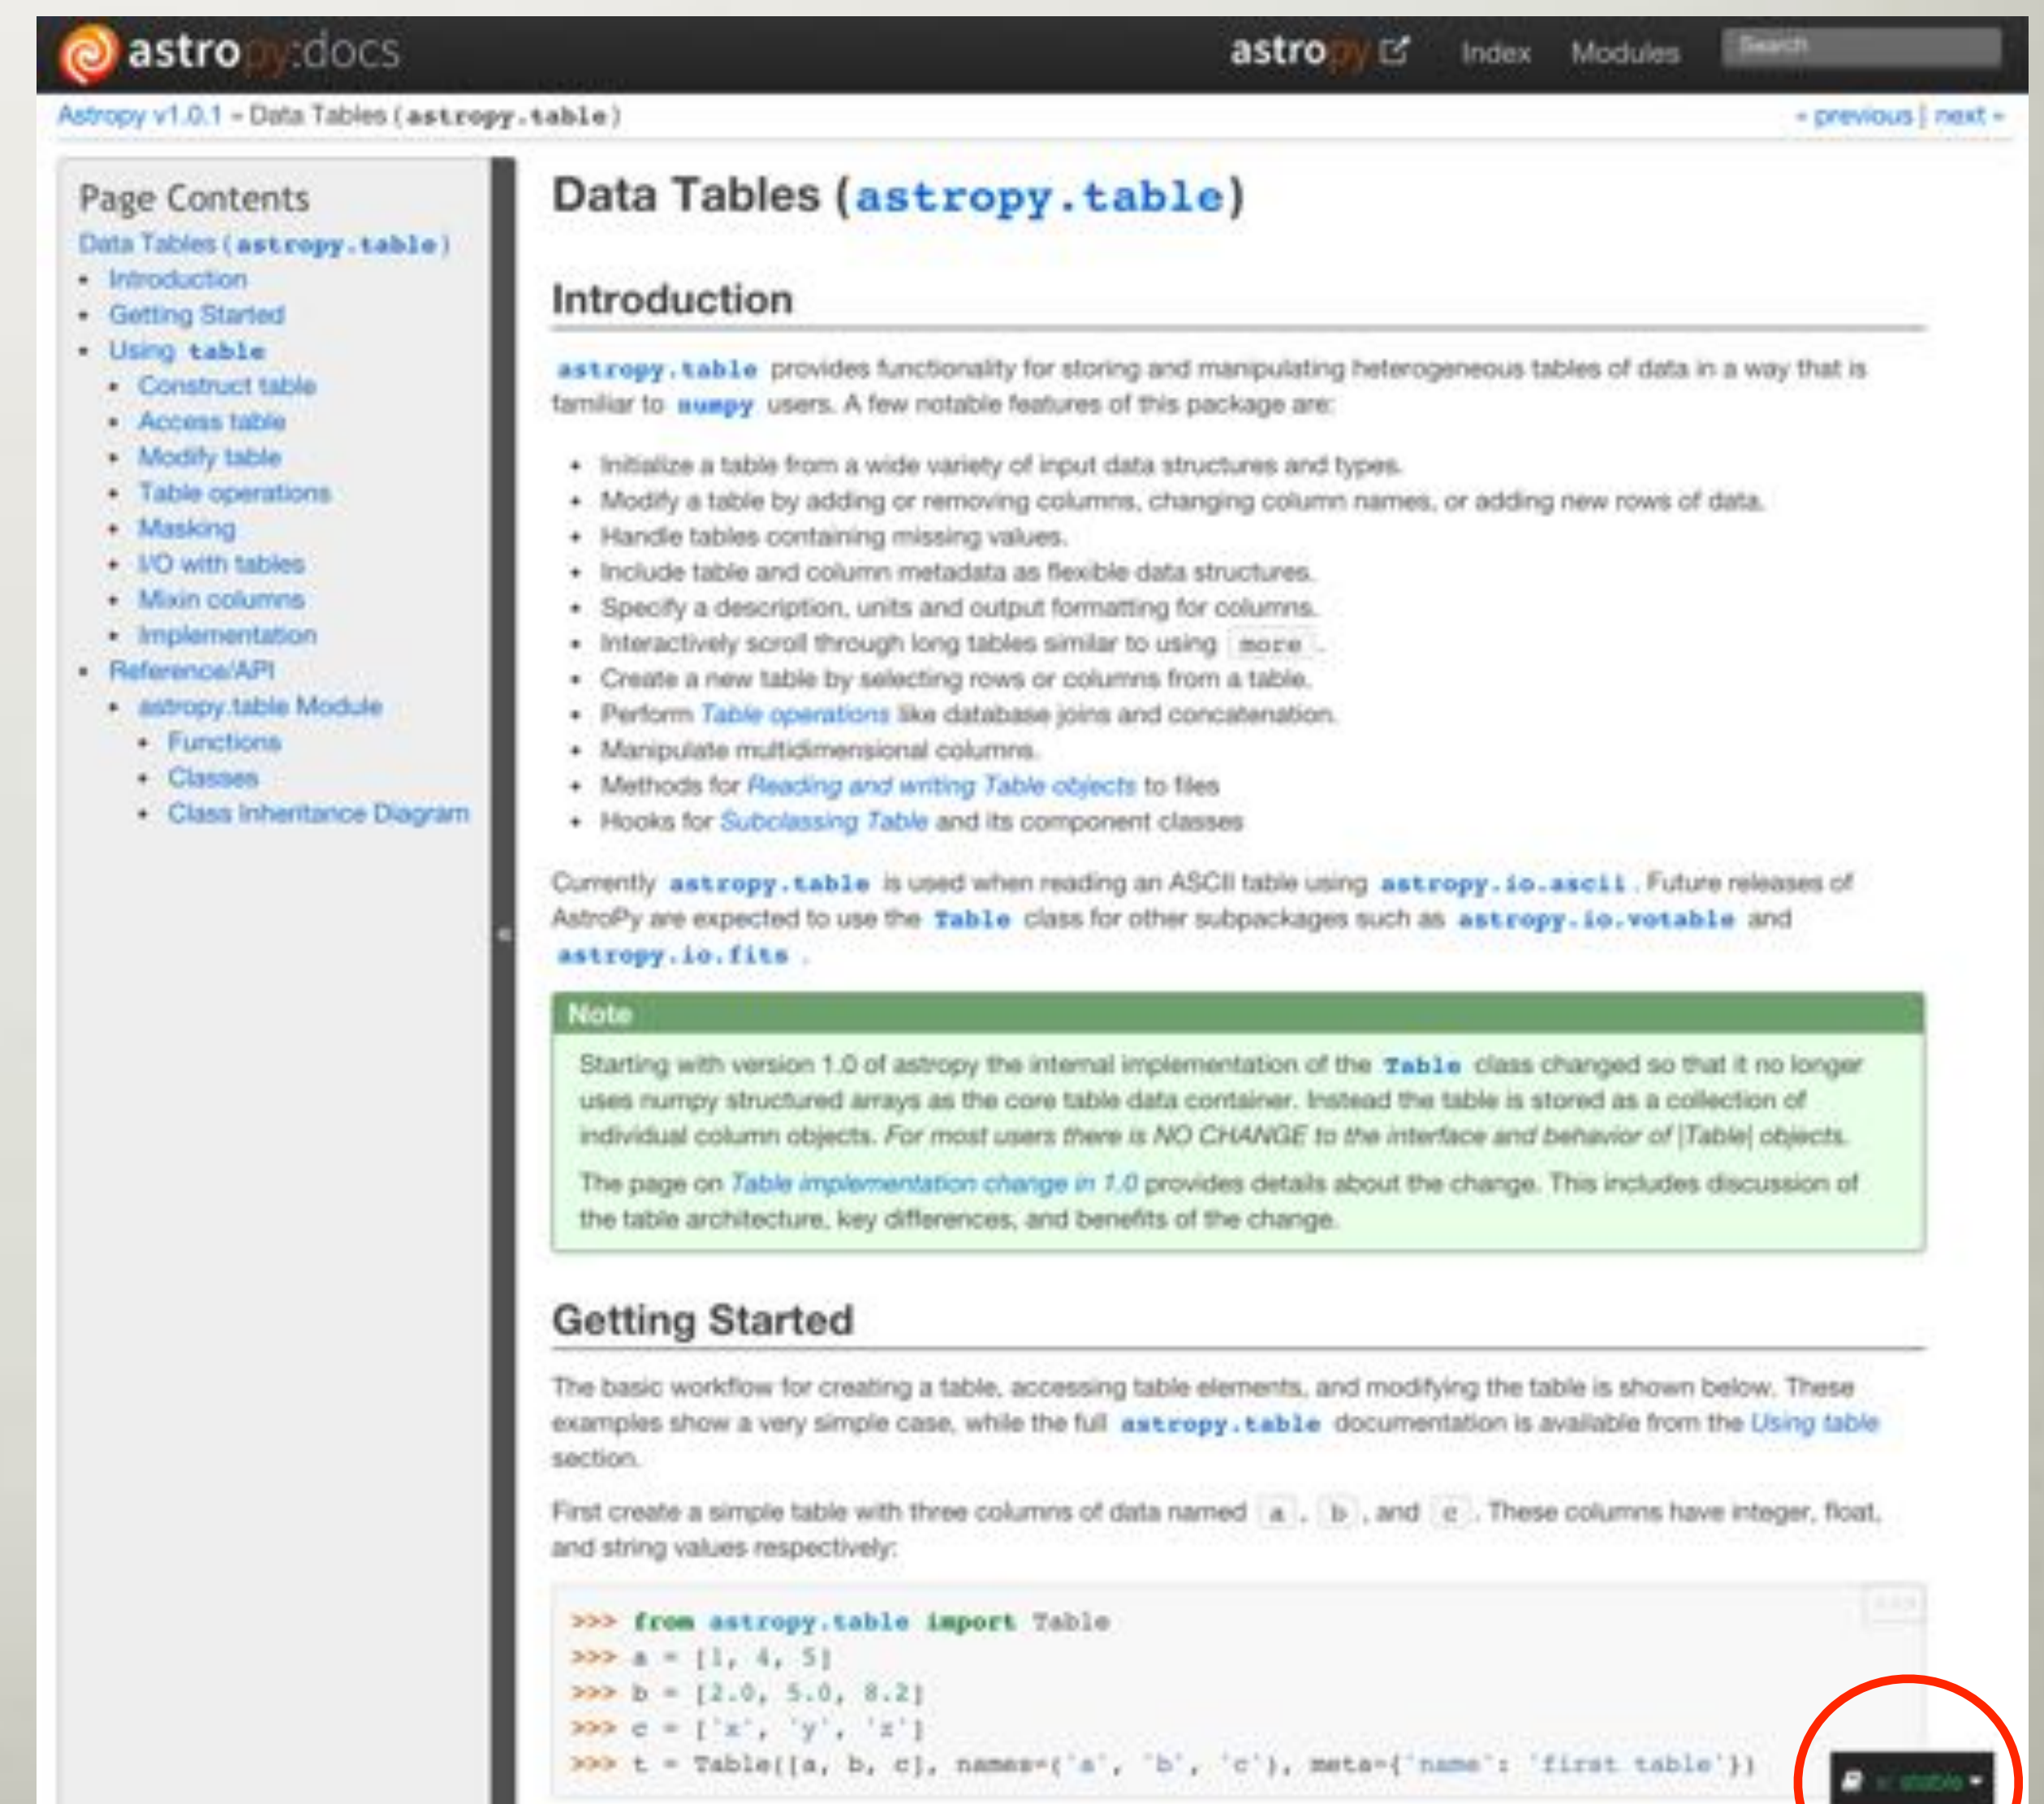 astropy:docs
astropy Index Modules Search
Astropy v1.0.1 » Data Tables (astropy.table)
« previous | next »
Page Contents
Data Tables (astropy.table)
• Introduction
• Getting Started
• Using table
• Construct table
• Access table
• Modify table
• Table operations
• Masking
• I/O with tables
• Mixin columns
• Implementation
• Reference/API
• astropy.table Module
• Functions
• Classes
• Class Inheritance Diagram
«
Data Tables (astropy.table)
Introduction
astropy.table provides functionality for storing and manipulating heterogeneous tables of data in a way that is
familiar to numpy users. A few notable features of this package are:
• Initialize a table from a wide variety of input data structures and types.
• Modify a table by adding or removing columns, changing column names, or adding new rows of data.
• Handle tables containing missing values.
• Include table and column metadata as flexible data structures.
• Specify a description, units and output formatting for columns.
• Interactively scroll through long tables similar to using more .
• Create a new table by selecting rows or columns from a table.
• Perform Table operations like database joins and concatenation.
• Manipulate multidimensional columns.
• Methods for Reading and writing Table objects to files
• Hooks for Subclassing Table and its component classes
Currently astropy.table is used when reading an ASCII table using astropy.io.ascii . Future releases of
AstroPy are expected to use the Table class for other subpackages such as astropy.io.votable and
astropy.io.fits .
Note
Starting with version 1.0 of astropy the internal implementation of the Table class changed so that it no longer
uses numpy structured arrays as the core table data container. Instead the table is stored as a collection of
individual column objects. For most users there is NO CHANGE to the interface and behavior of |Table| objects.
The page on Table implementation change in 1.0 provides details about the change. This includes discussion of
the table architecture, key differences, and benefits of the change.
Getting Started
The basic workflow for creating a table, accessing table elements, and modifying the table is shown below. These
examples show a very simple case, while the full astropy.table documentation is available from the Using table
section.
First create a simple table with three columns of data named a , b , and c . These columns have integer, float,
and string values respectively:
>>>
>>> from astropy.table import Table
>>> a = [1, 4, 5]
>>> b = [2.0, 5.0, 8.2]
>>> c = ['x', 'y', 'z']
>>> t = Table([a, b, c], names=('a', 'b', 'c'), meta={'name': 'first table'})
v: stable